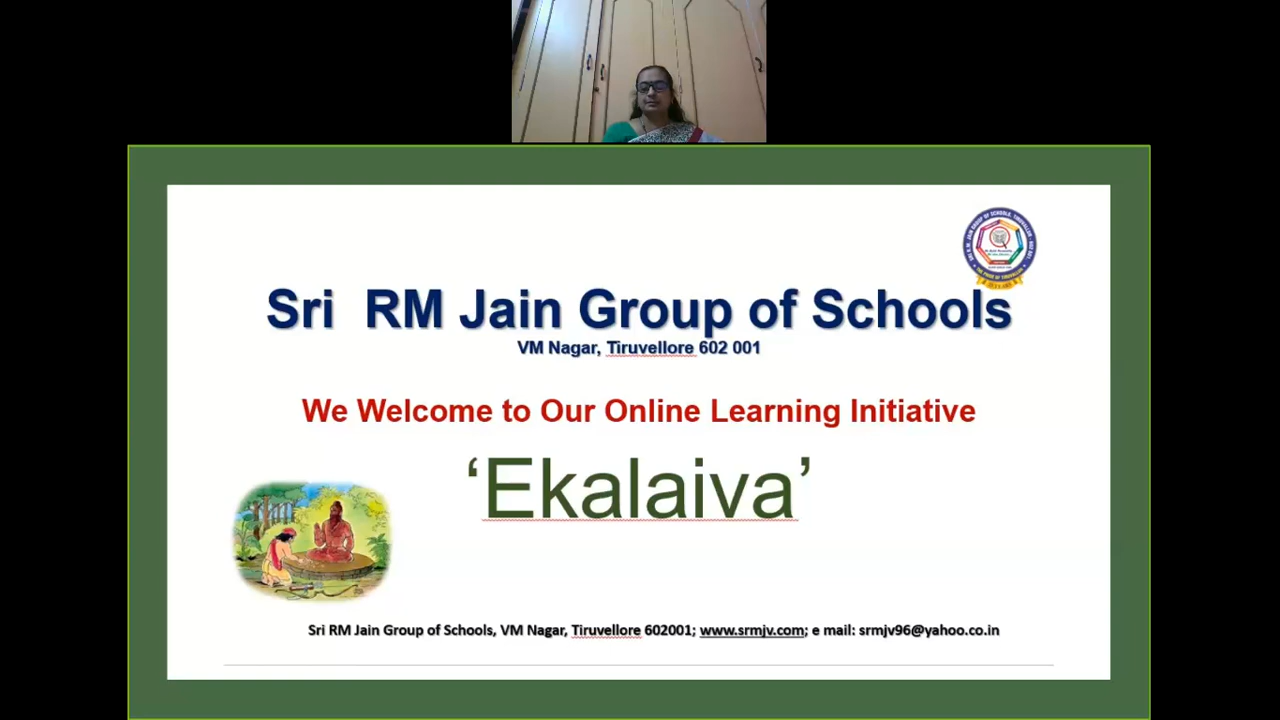 Sri RM Jain Group of Schools
VM Nagar, Tiruvellore 602 001
We Welcome to Our Online Learning Initiative
‘Ekalaiva’
Sri RM Jain Group of Schools, VM Nagar, Tiruvellore 602001; www.srmjv.com; e mail: srmjv96@yahoo.co.in